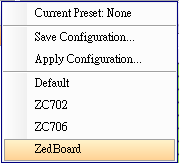 Current Preset: None
Save Configuration...
Apply Configuration...
Default
ZC702
ZC706
ZedBoard